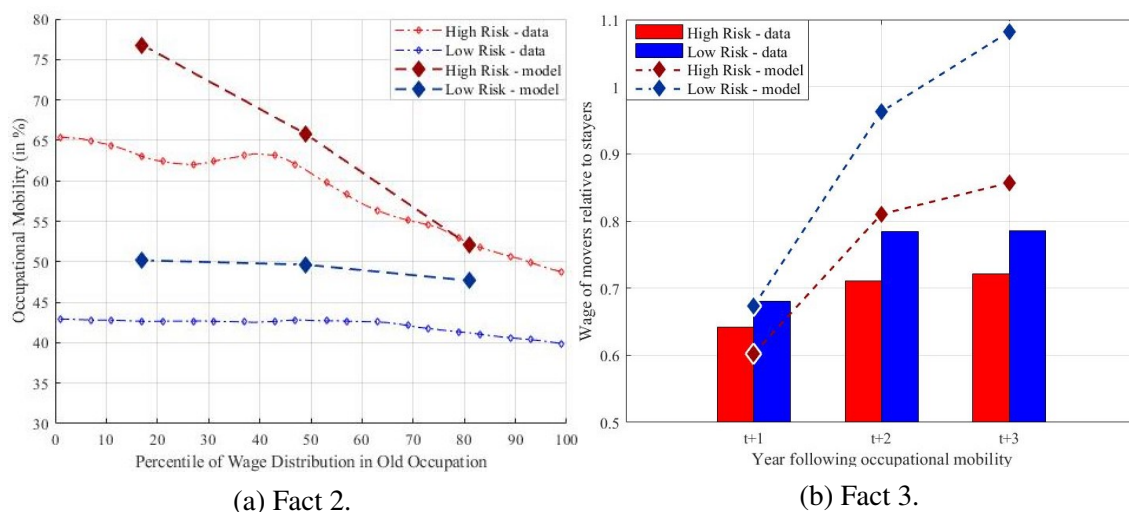 80
75
70
65
60
55
50
45
40
35
30
Occupational Mobility (in %)
High Risk - data
Low Risk - data
High Risk - model
Low Risk - model
0 10 20 30 40 50 60 70 80 90 100
Percentile of Wage Distribution in Old Occupation
(a) Fact 2.
1.1
1
0.9
0.8
0.7
0.6
0.5
Wage of movers relative to stayers
High Risk - data
Low Risk - data
High Risk - model
Low Risk - model
t+1 t+2 t+3
Year following occupational mobility
(b) Fact 3.